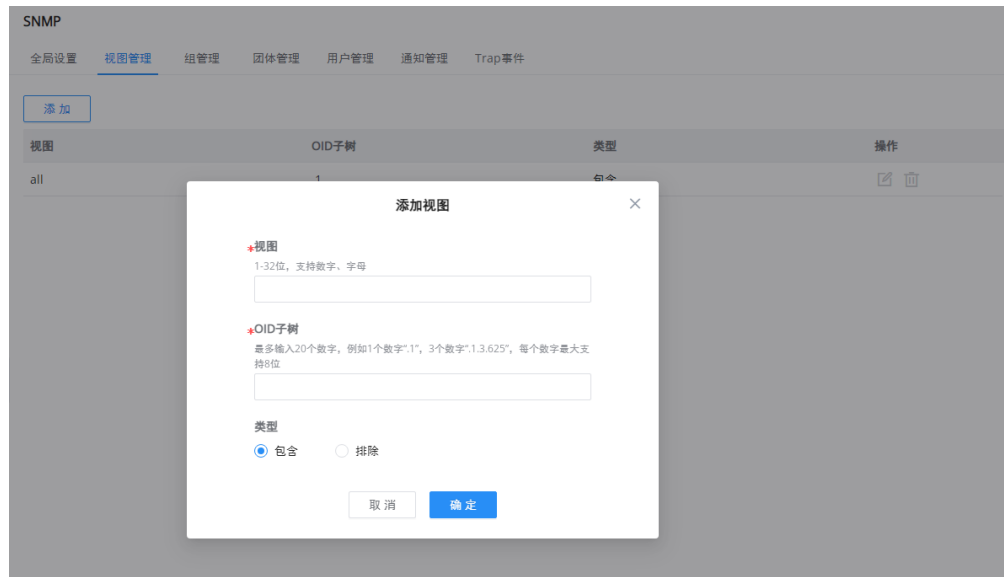 SNMP
全局设置 视图管理 组管理 团体管理 用户管理 通知管理 Trap事件
添 加
视图 OID子树 类型 操作
all .1 包含
添加视图
*视图
1-32位，支持数字、字母
*OID子树
最多输入20个数字，例如1个数字“.1”，3个数字“.1.3.625”，每个数字最大支
持8位
类型
包含 排除
取 消 确 定